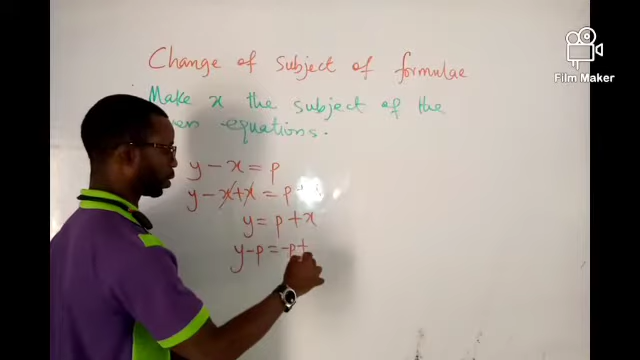 Change of subject of formulae
Film Maker
Make x the subject of the
equations.
y - x = p
y - x + x = p
y = p + x
y - p = -p +